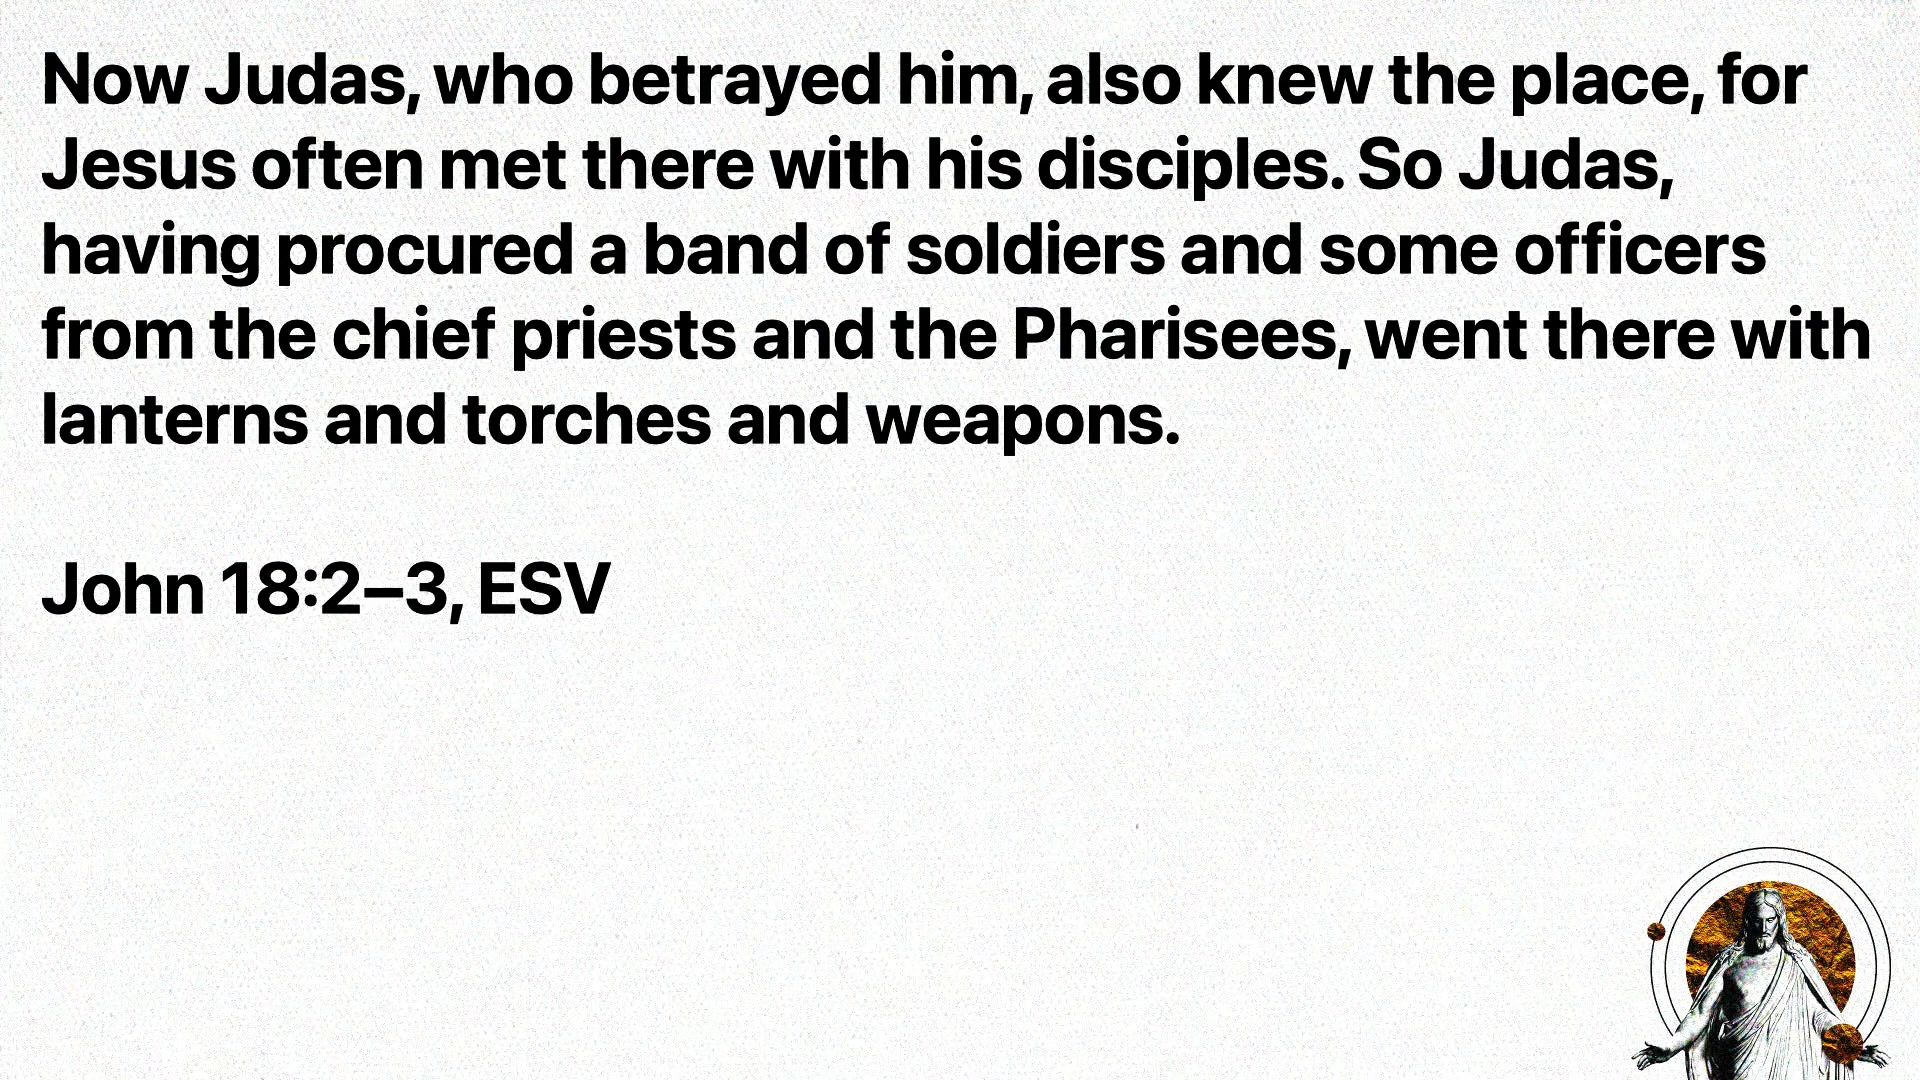 Now Judas, who betrayed him, also knew the place, for
Jesus often met there with his disciples. So Judas,
having procured a band of soldiers and some officers
from the chief priests and the Pharisees, went there with
lanterns and torches and weapons.
John 18:2–3, ESV